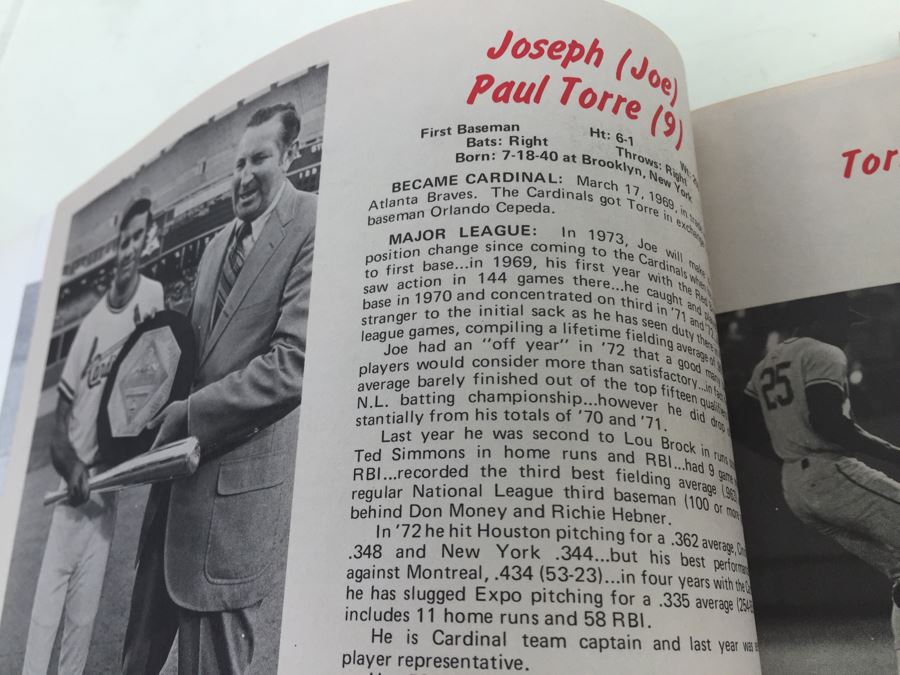 Joseph (Joe)
Paul Torre (9)
First Baseman Ht: 6-1
Bats: Right Throws: Right
Born: 7-18-40 at Brooklyn, New York
BECAME CARDINAL: March 17, 1969, in
Atlanta Braves. The Cardinals got Torre in exchange
baseman Orlando Cepeda.
MAJOR LEAGUE: In 1973, Joe will make
position change since coming to the Cardinals when
to first base...in 1969, his first year with the Red
saw action in 144 games there...he caught and
base in 1970 and concentrated on third in '71 and '72
stranger to the initial sack as he has seen duty there
league games, compiling a lifetime fielding average of
Joe had an "off year" in '72 that a good many
players would consider more than satisfactory...in fact
average barely finished out of the top fifteen
N.L. batting championship...however he did drop
stantially from his totals of '70 and '71.
Last year he was second to Lou Brock in runs
Ted Simmons in home runs and RBI...had 9 game
RBI...recorded the third best fielding average
regular National League third baseman (100 or more
behind Don Money and Richie Hebner.
In '72 he hit Houston pitching for a .362 average,
.348 and New York .344...but his best
against Montreal, .434 (53-23)...in four years with the
he has slugged Expo pitching for a .335 average
includes 11 home runs and 58 RBI.
He is Cardinal team captain and last year was
player representative.
25